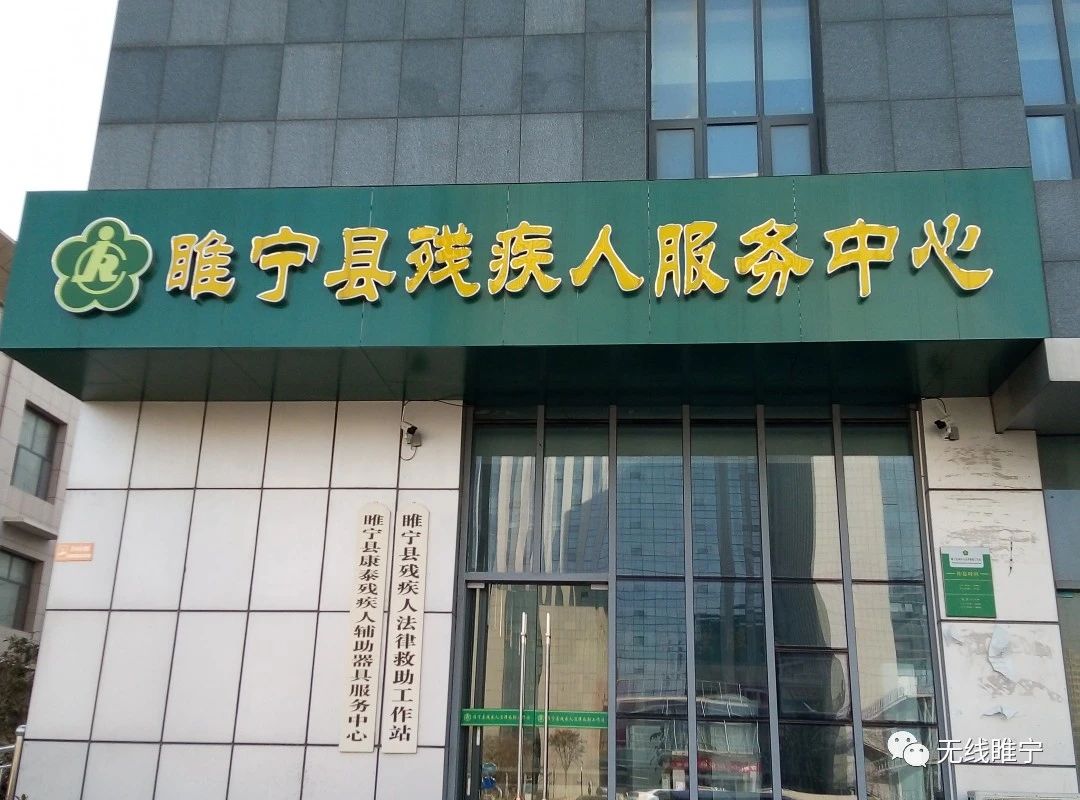 睢宁县残疾人服务中心
睢宁县残疾人法律救助工作站
睢宁县康泰残疾人辅助器具服务中心
无线睢宁